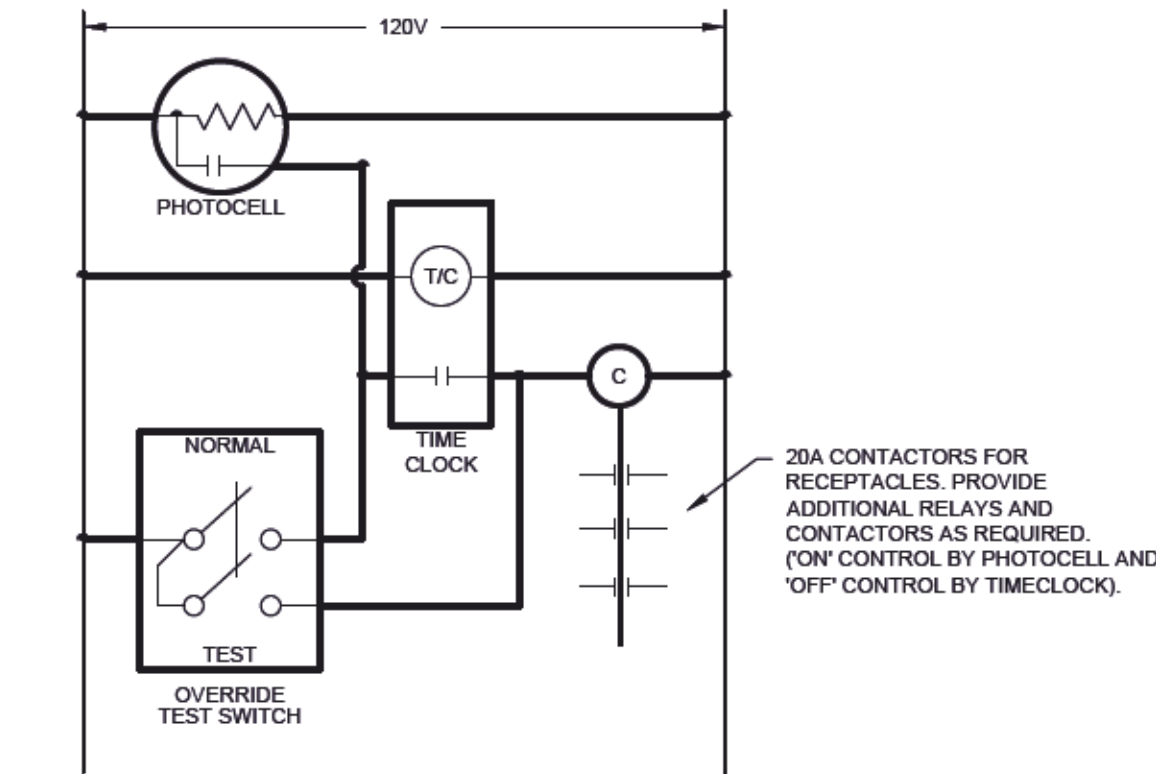 120V
PHOTOCELL
T/C
C
TIME
CLOCK
NORMAL
TEST
OVERRIDE
TEST SWITCH
20A CONTACTORS FOR
RECEPTACLES. PROVIDE
ADDITIONAL RELAYS AND
CONTACTORS AS REQUIRED.
('ON' CONTROL BY PHOTOCELL AND
'OFF' CONTROL BY TIMECLOCK).